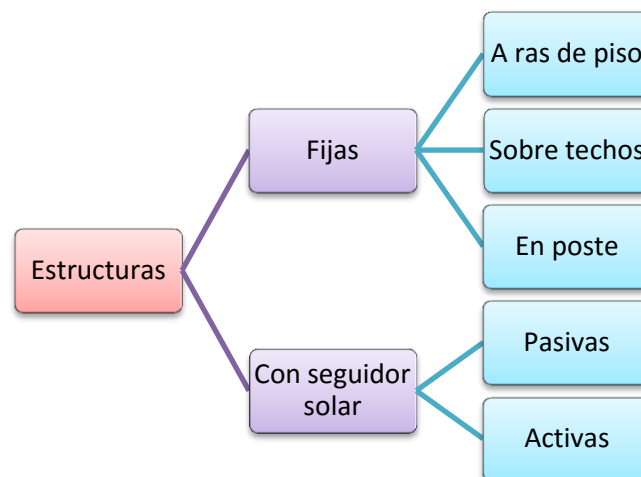 Estructuras
Fijas
A ras de piso
Sobre techos
En poste
Con seguidor
solar
Pasivas
Activas